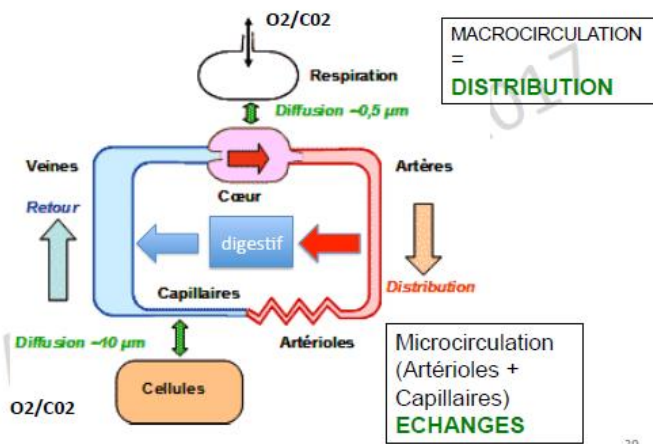 O2/C02
MACROCIRCULATION
=
DISTRIBUTION
Respiration
Diffusion ~0,5 µm
017
Veines
Artères
Cœur
Retour
digestif
Capillaires
Distribution
Diffusion ~10 µm
Artérioles
Microcirculation
(Artérioles +
Capillaires)
ECHANGES
Cellules
O2/C02